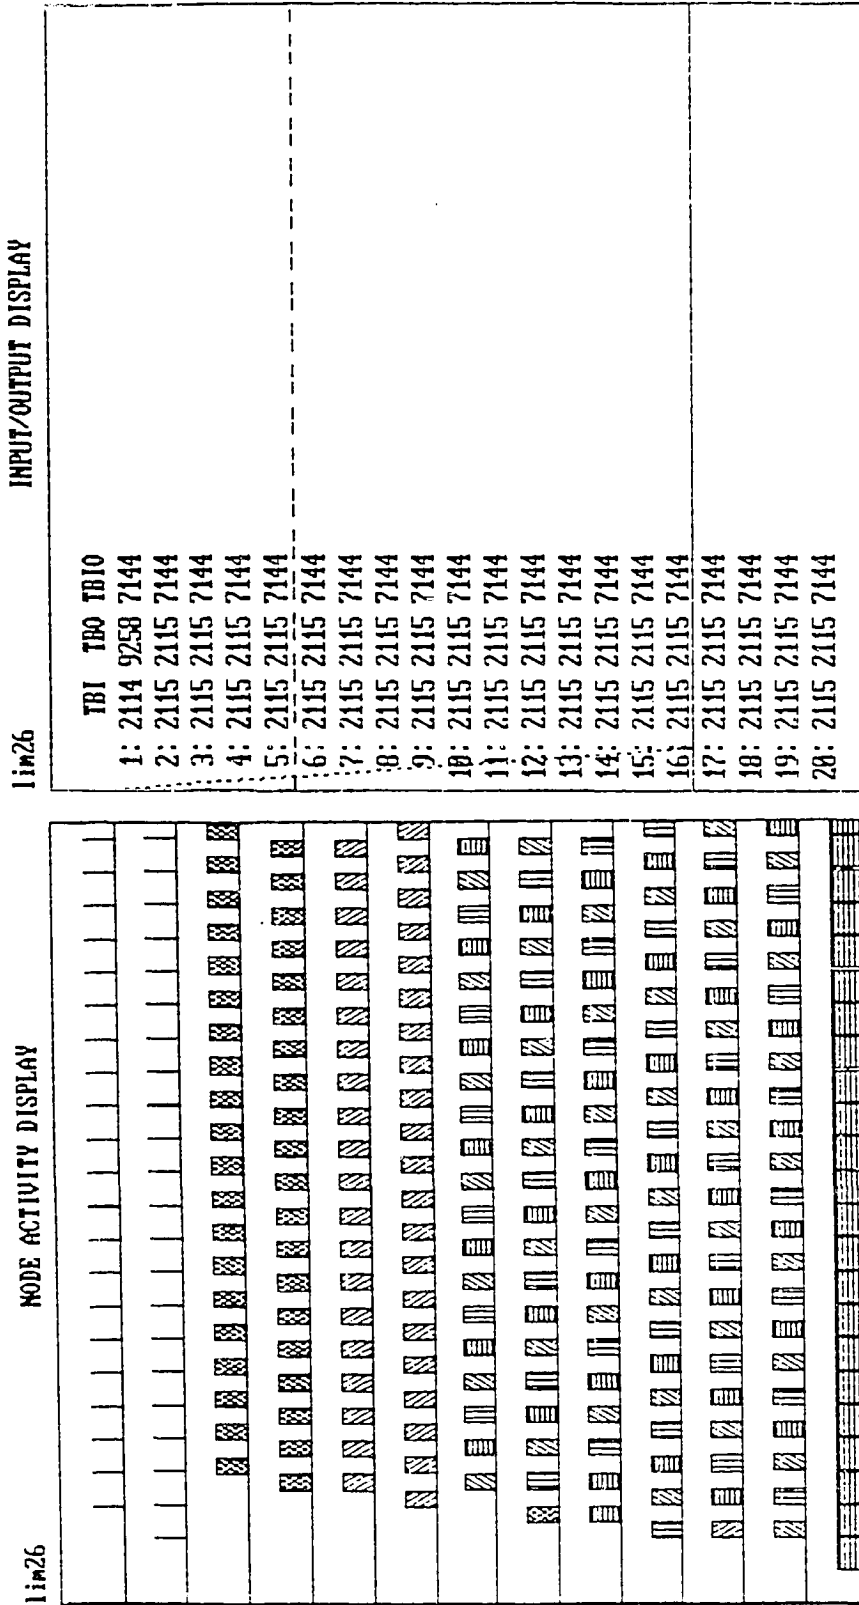 lim26
NODE ACTIVITY DISPLAY
lim26
INPUT/OUTPUT DISPLAY
TBI TBO TBIO
1: 2114 9258 7144
2: 2115 2115 7144
3: 2115 2115 7144
4: 2115 2115 7144
5: 2115 2115 7144
6: 2115 2115 7144
7: 2115 2115 7144
8: 2115 2115 7144
9: 2115 2115 7144
10: 2115 2115 7144
11: 2115 2115 7144
12: 2115 2115 7144
13: 2115 2115 7144
14: 2115 2115 7144
15: 2115 2115 7144
16: 2115 2115 7144
17: 2115 2115 7144
18: 2115 2115 7144
19: 2115 2115 7144
20: 2115 2115 7144